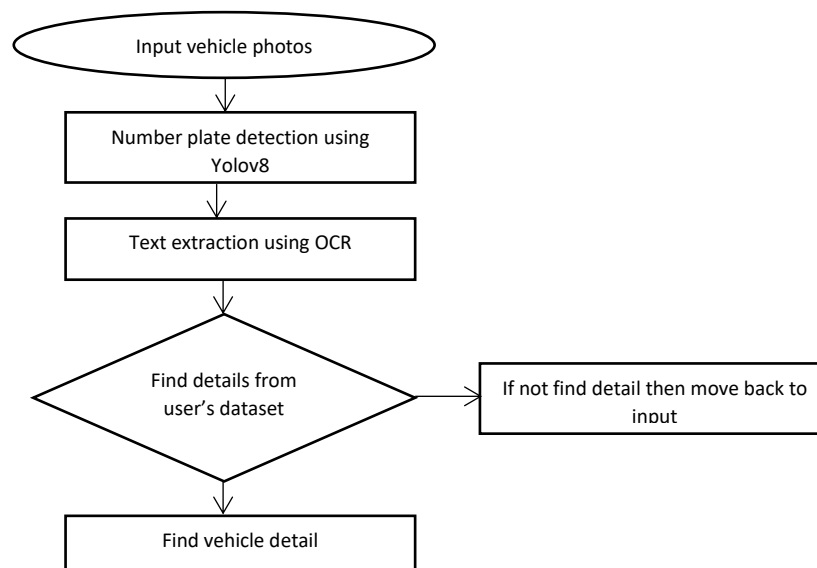 Input vehicle photos
Number plate detection using
Yolov8
Text extraction using OCR
Find details from
user's dataset
If not find detail then move back to
input
Find vehicle detail